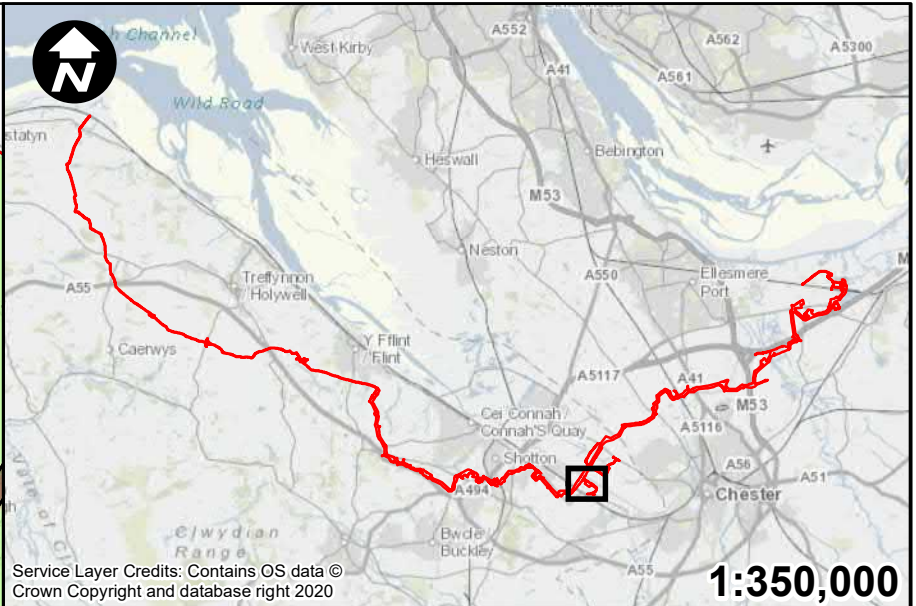 A552
A562
A5300
West Kirby
A41
A561
N
Wild Road
statyn
Bebington
Heswall
M53
Neston
A550
Ellesmere
Port
Treffynnon
Holywell
A55
Caerwys
Y Fflint
Flint
A5117
A41
M53
Cei Connah
Connah'S Quay
A5116
Shotton
A56
A51
A494
Chester
Clwydian
Range
Bwcle
Buckley
A55
Service Layer Credits: Contains OS data ©
Crown Copyright and database right 2020
1:350,000